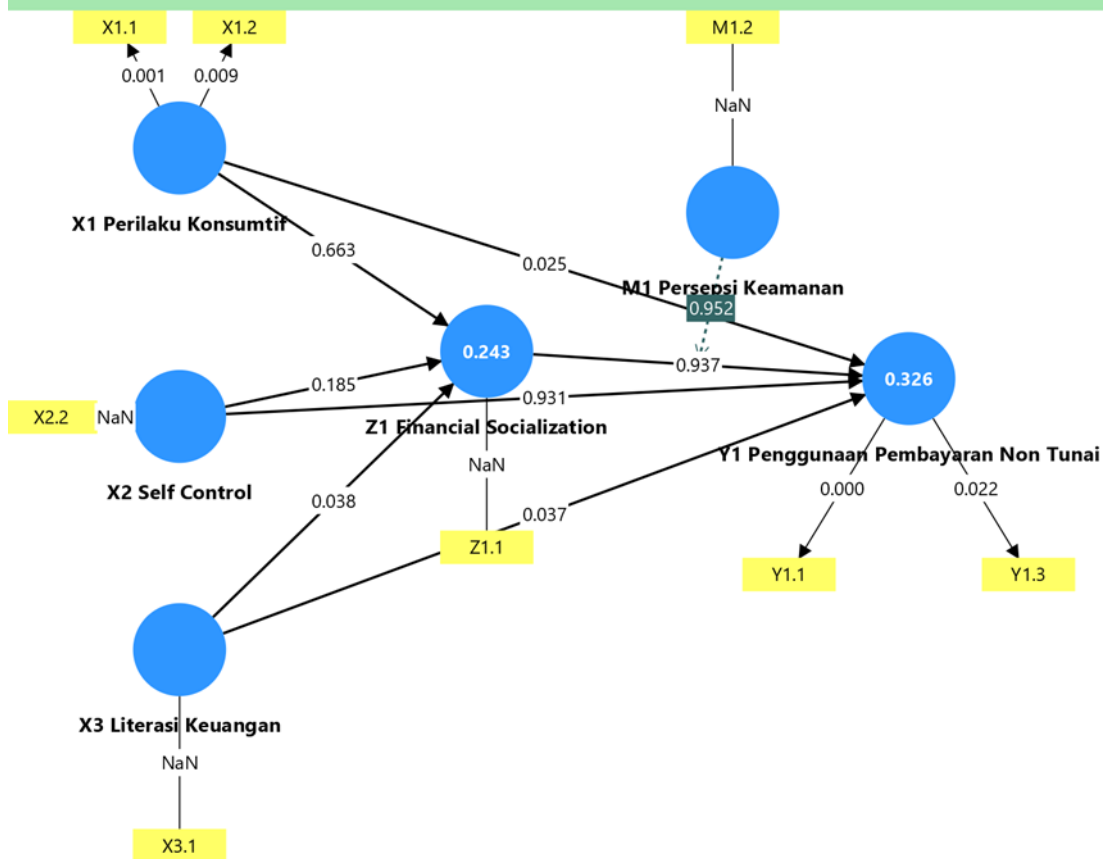 X1.1
X1.2
M1.2
0.001
0.009
NaN
X1 Perilaku Konsumtif
0.663
0.025
M1 Persepsi Keamanan
0.952
0.243
0.937
0.326
0.185
0.931
X2.2
NaN
Z1 Financial Socialization
Y1 Penggunaan Pembayaran Non Tunai
NaN
X2 Self Control
0.038
0.037
0.000
0.022
Z1.1
Y1.1
Y1.3
X3 Literasi Keuangan
NaN
X3.1